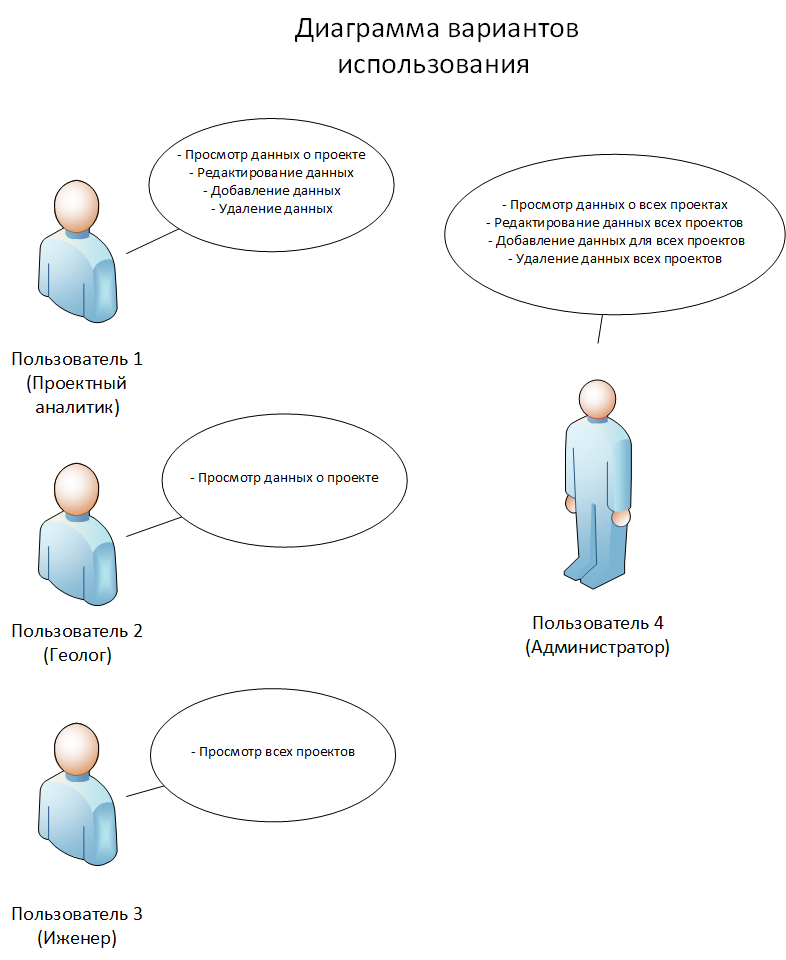 Диаграмма вариантов
использования
- Просмотр данных о проекте
- Редактирование данных
- Добавление данных
- Удаление данных
Пользователь 1
(Проектный
аналитик)
- Просмотр данных о всех проектах
- Редактирование данных всех проектов
- Добавление данных для всех проектов
- Удаление данных всех проектов
- Просмотр данных о проекте
Пользователь 2
(Геолог)
Пользователь 4
(Администратор)
- Просмотр всех проектов
Пользователь 3
(Иженер)